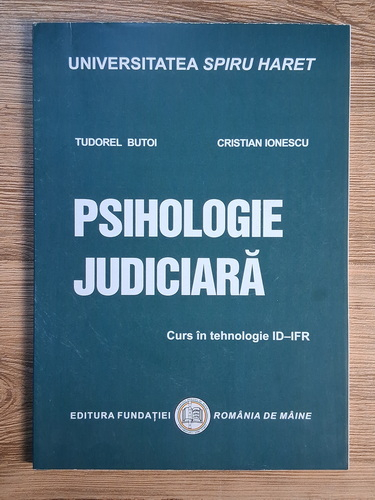 UNIVERSITATEA SPIRU HARET
TUDOREL BUTOI CRISTIAN IONESCU
PSIHOLOGIE
JUDICIARĂ
Curs în tehnologie ID–IFR
EDITURA FUNDAȚIEI ROMÂNIA DE MÂINE